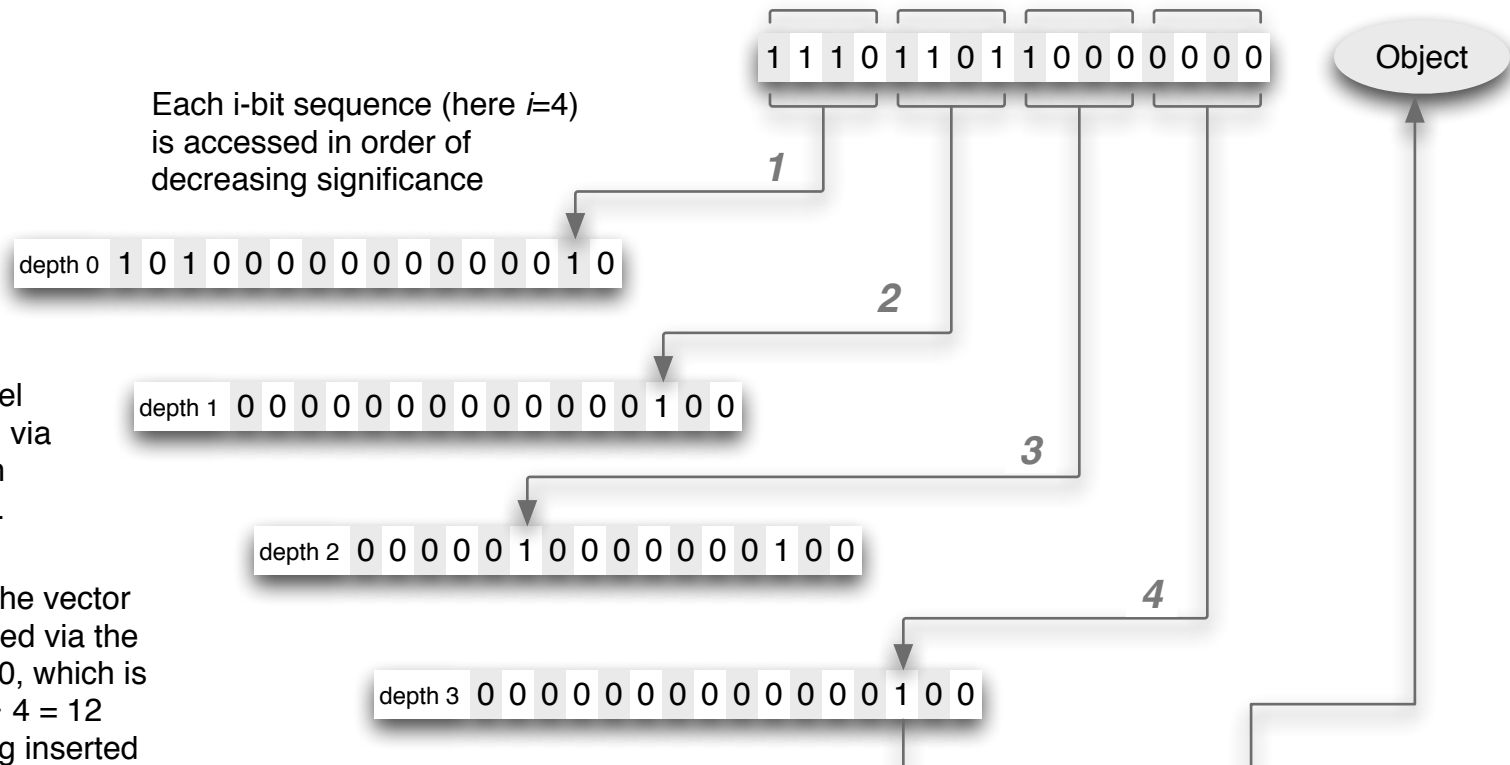 1 1 1 0 1 1 0 1 1 0 0 0 0 0 0 0
Object
Each i-bit sequence (here i=4)
is accessed in order of
decreasing significance
1
depth 0 1 0 1 0 0 0 0 0 0 0 0 0 0 0 1 0
2
depth 1 0 0 0 0 0 0 0 0 0 0 0 0 0 1 0 0
3
depth 2 0 0 0 0 0 1 0 0 0 0 0 0 0 1 0 0
4
depth 3 0 0 0 0 0 0 0 0 0 0 0 0 0 1 0 0
el
via
.
he vector
ed via the
0, which is
4 = 12
g inserted